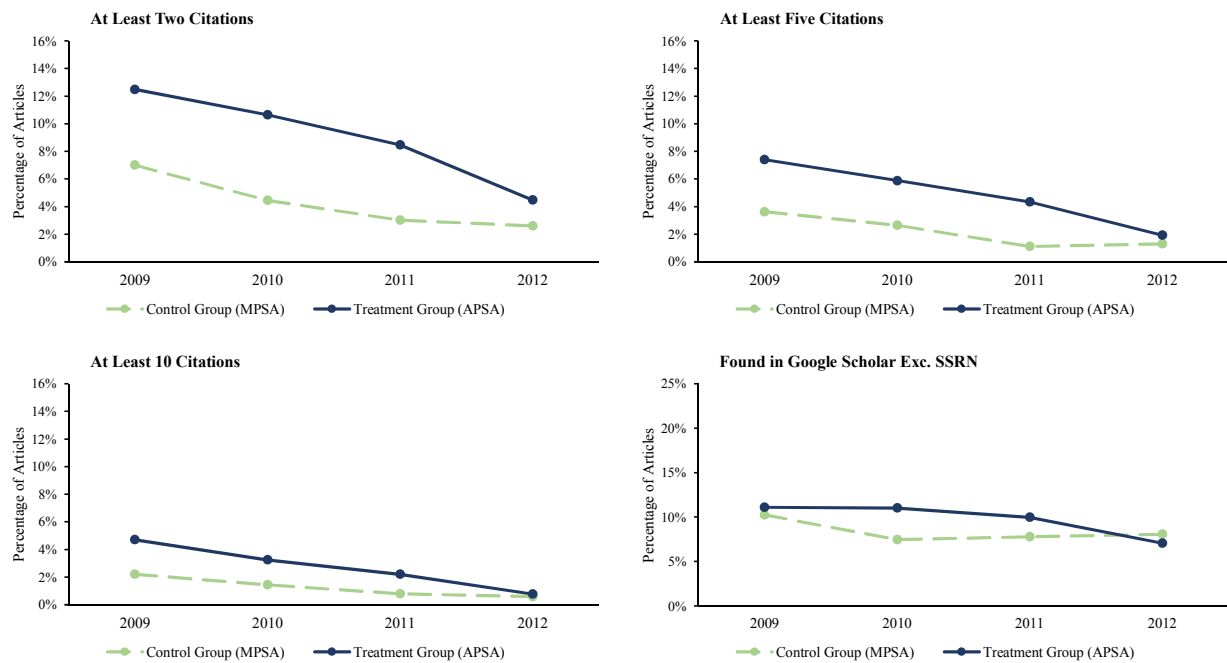 At Least Two Citations
16%
14%
12%
10%
8%
6%
4%
2%
0%
Percentage of Articles
2009 2010 2011 2012
Control Group (MPSA) Treatment Group (APSA)
At Least Five Citations
16%
14%
12%
10%
8%
6%
4%
2%
0%
Percentage of Articles
2009 2010 2011 2012
Control Group (MPSA) Treatment Group (APSA)
At Least 10 Citations
16%
14%
12%
10%
8%
6%
4%
2%
0%
Percentage of Articles
2009 2010 2011 2012
Control Group (MPSA) Treatment Group (APSA)
Found in Google Scholar Exc. SSRN
25%
20%
15%
10%
5%
0%
Percentage of Articles
2009 2010 2011 2012
Control Group (MPSA) Treatment Group (APSA)